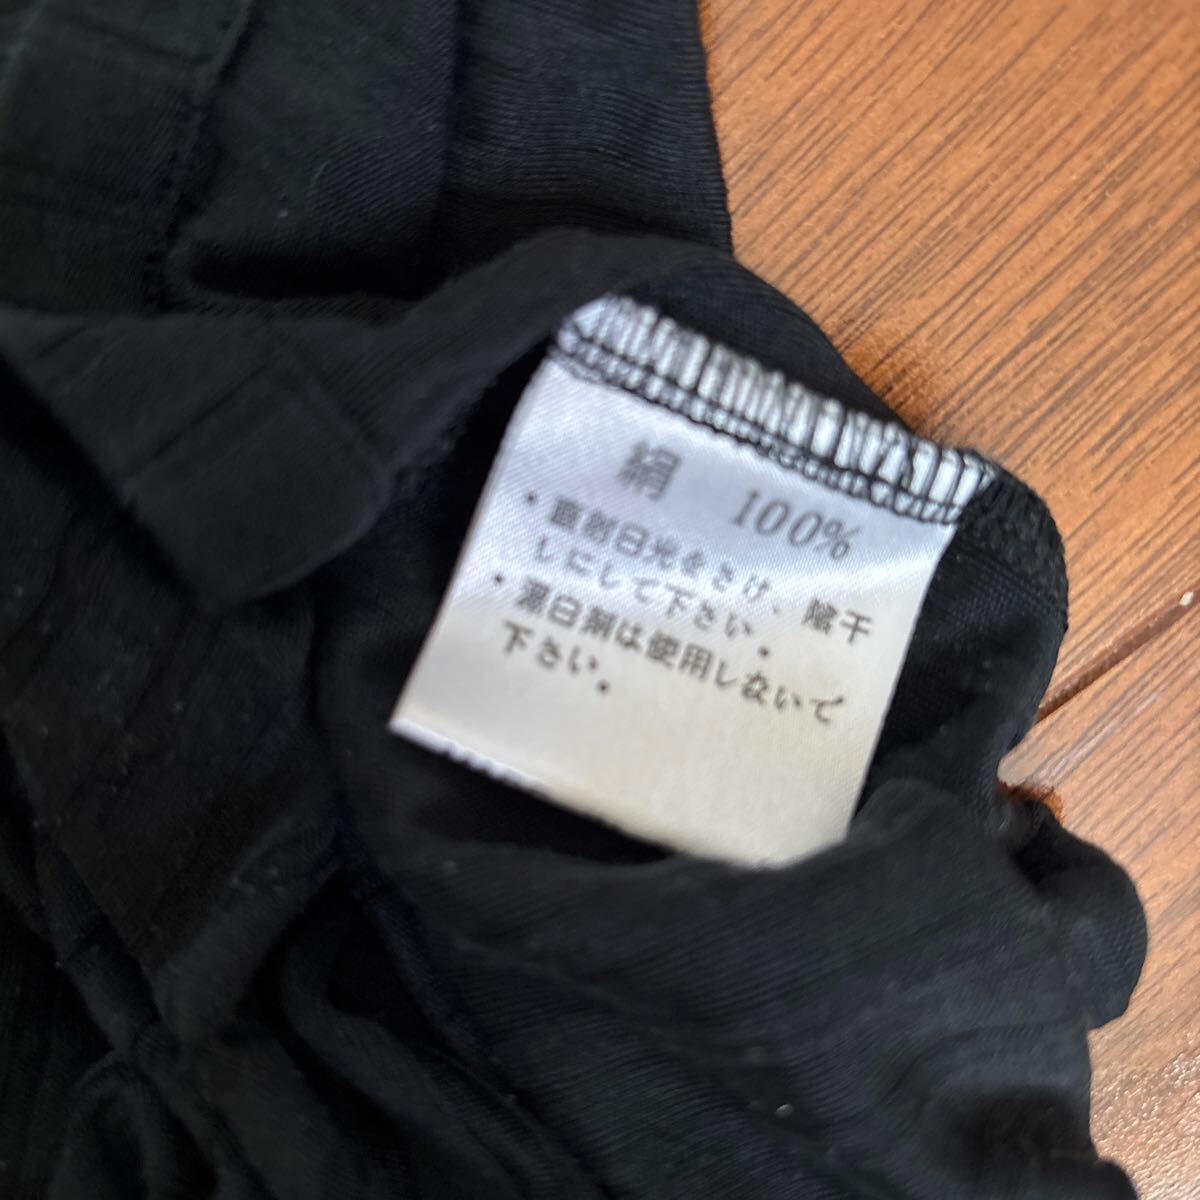 絹 100%
・直射日光をさけ、陰干
しにして下さい。
・漂白剤は使用しないで
下さい。